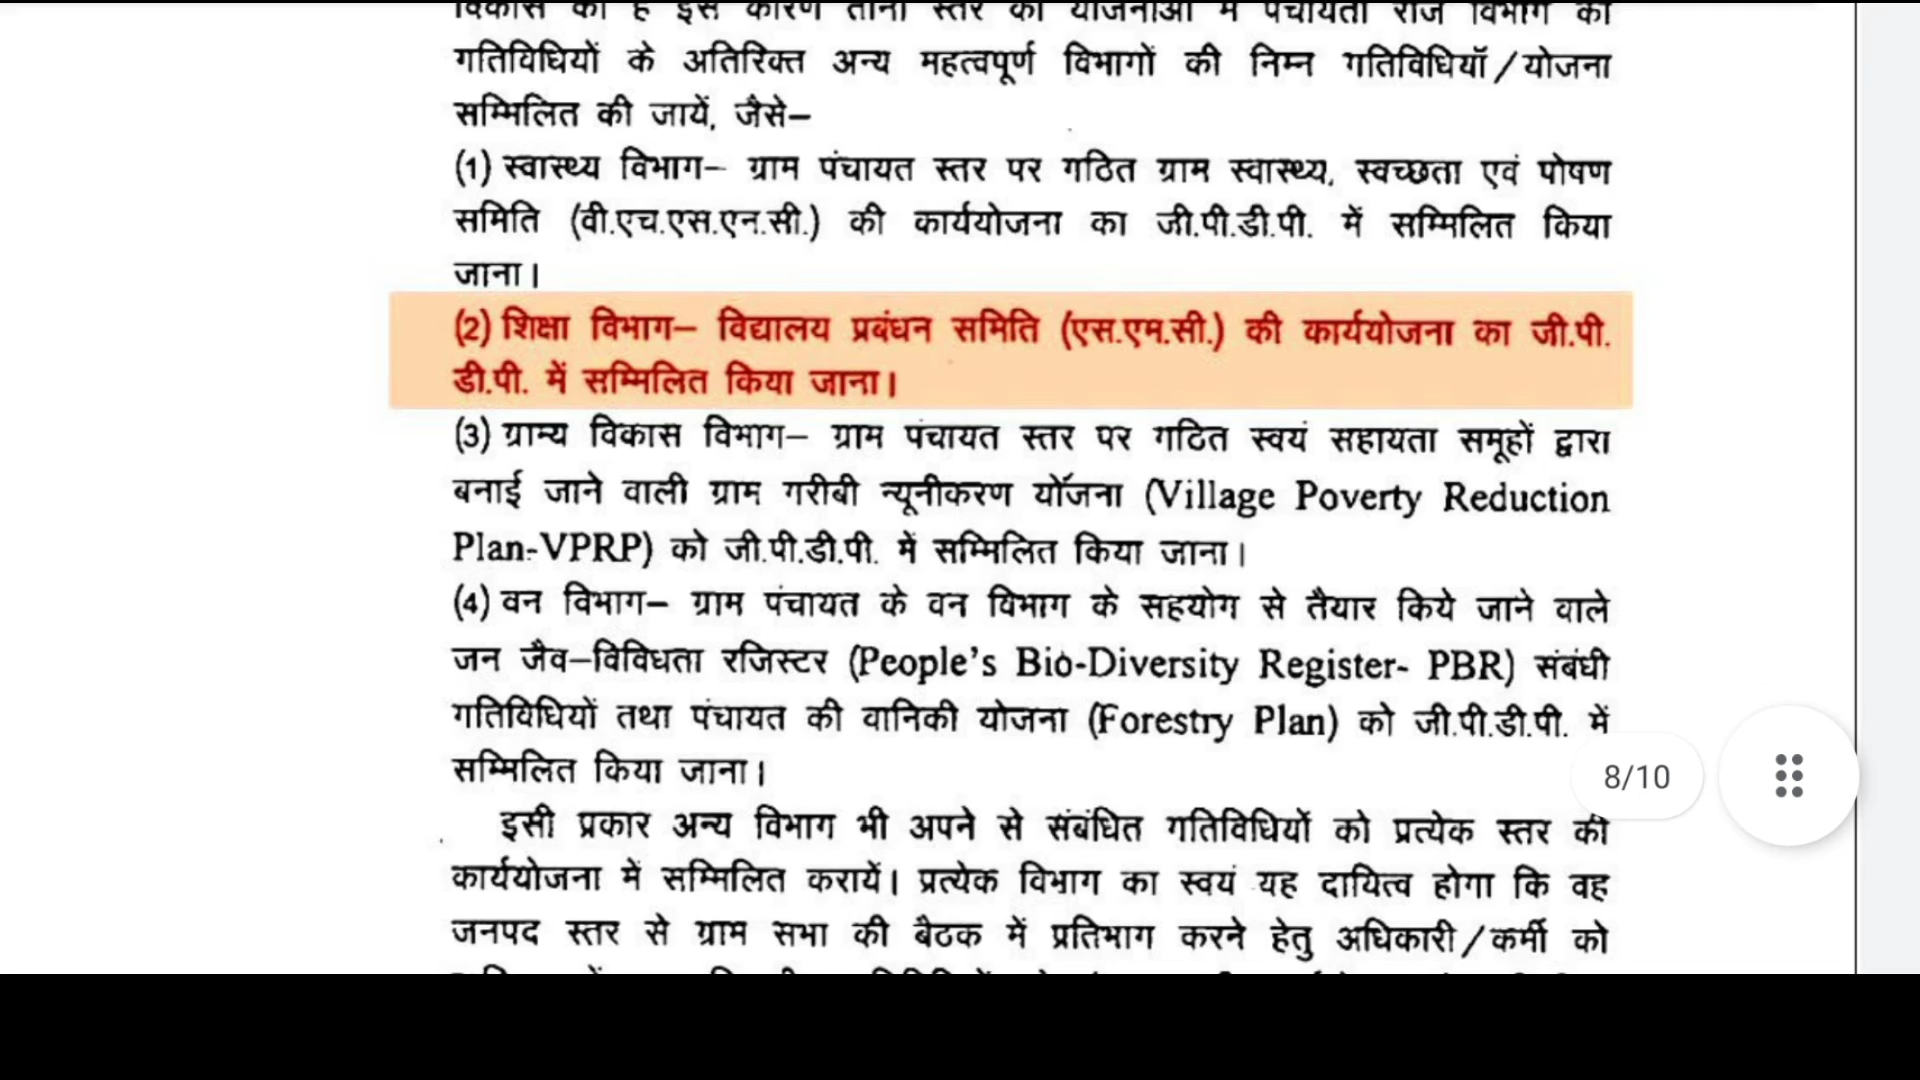 विकास की है इस कारण तीनों स्तर की योजनाओं में पंचायती राज विभाग की
गतिविधियों के अतिरिक्त अन्य महत्वपूर्ण विभागों की निम्न गतिविधियॉ/योजना
सम्मिलित की जायें, जैसे–
(1) स्वास्थ्य विभाग– ग्राम पंचायत स्तर पर गठित ग्राम स्वास्थ्य, स्वच्छता एवं पोषण
समिति (वी.एच.एस.एन.सी.) की कार्ययोजना का जी.पी.डी.पी. में सम्मिलित किया
जाना।
(2) शिक्षा विभाग– विद्यालय प्रबंधन समिति (एस.एम.सी.) की कार्ययोजना का जी.पी.
डी.पी. में सम्मिलित किया जाना।
(3) ग्राम्य विकास विभाग– ग्राम पंचायत स्तर पर गठित स्वयं सहायता समूहों द्वारा
बनाई जाने वाली ग्राम गरीबी न्यूनीकरण योजना (Village Poverty Reduction
Plan-VPRP) को जी.पी.डी.पी. में सम्मिलित किया जाना।
(4) वन विभाग– ग्राम पंचायत के वन विभाग के सहयोग से तैयार किये जाने वाले
जन जैव–विविधता रजिस्टर (People's Bio-Diversity Register- PBR) संबंधी
गतिविधियों तथा पंचायत की वानिकी योजना (Forestry Plan) को जी.पी.डी.पी. में
सम्मिलित किया जाना।
8/10
इसी प्रकार अन्य विभाग भी अपने से संबंधित गतिविधियों को प्रत्येक स्तर की
कार्ययोजना में सम्मिलित करायें। प्रत्येक विभाग का स्वयं यह दायित्व होगा कि वह
जनपद स्तर से ग्राम सभा की बैठक में प्रतिभाग करने हेतु अधिकारी/कर्मी को